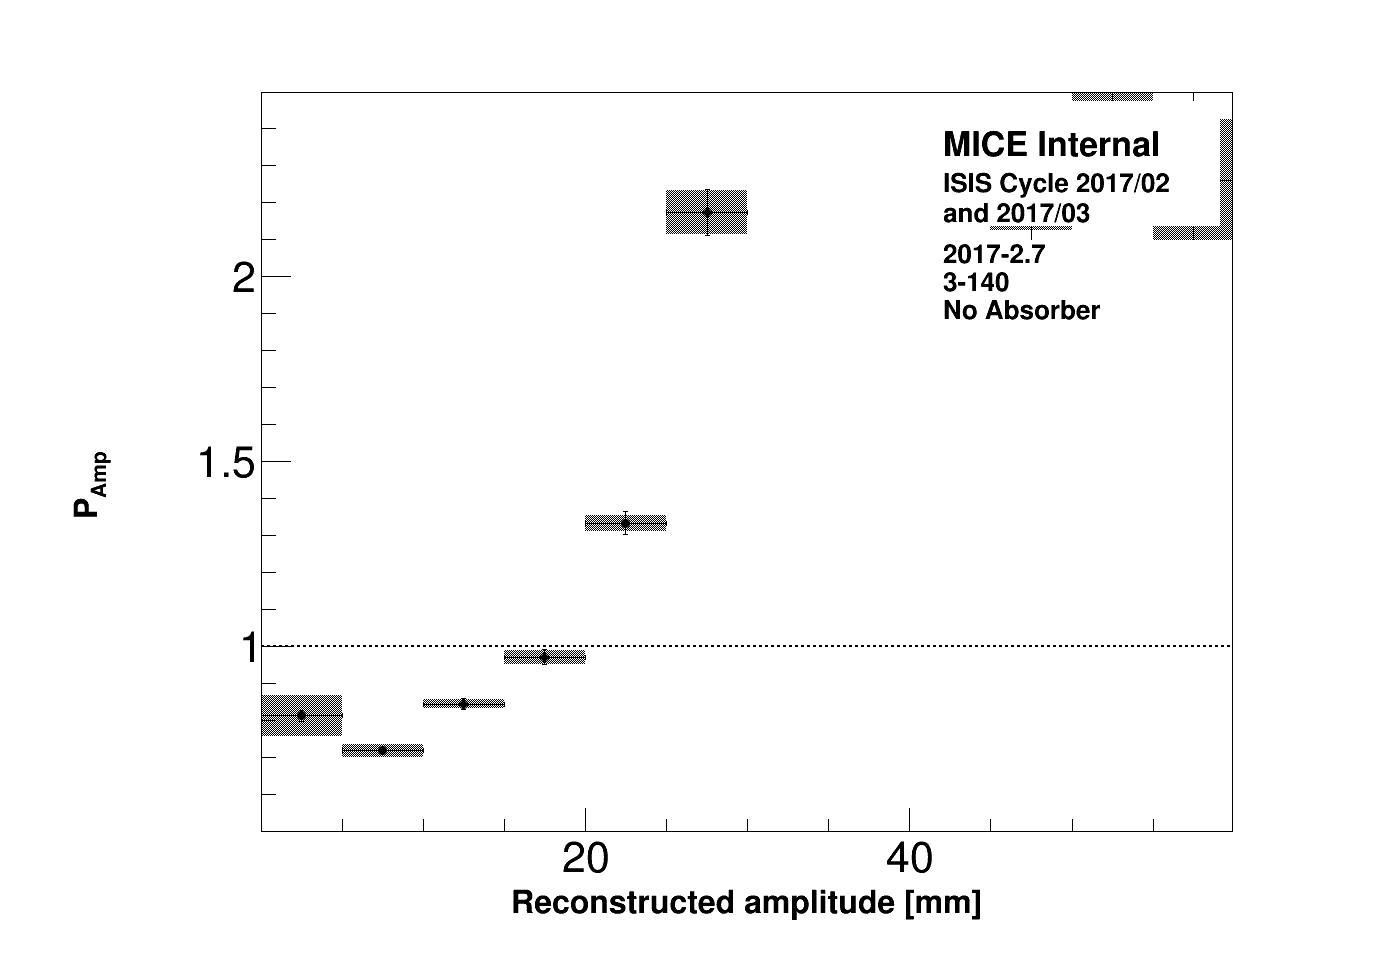 MICE Internal
ISIS Cycle 2017/02
and 2017/03
2017-2.7
3-140
No Absorber
2
1.5
1
P_Amp
20
40
Reconstructed amplitude [mm]